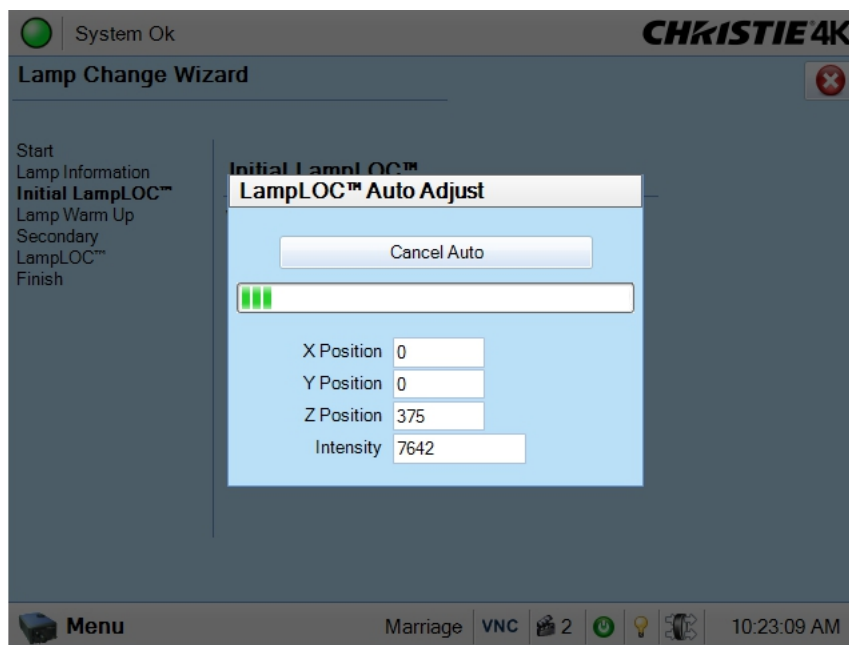 System Ok
CHRISTIE 4K
Lamp Change Wizard
Start
Lamp Information
Initial LampLOC™
Lamp Warm Up
Secondary
LampLOC™
Finish
Initial LampLOC™
LampLOC™ Auto Adjust
Cancel Auto
X Position 0
Y Position 0
Z Position 375
Intensity 7642
Menu
Marriage
VNC
2
10:23:09 AM